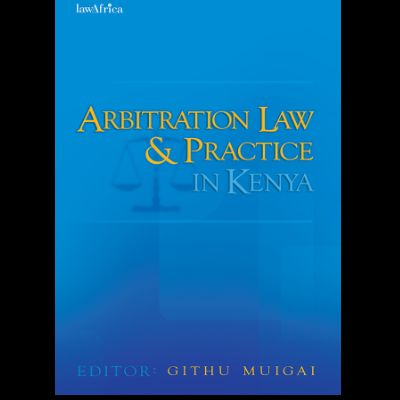 lawAfrica
ARBITRATION LAW
& PRACTICE
IN KENYA
EDITOR: GITHU MUIGAI